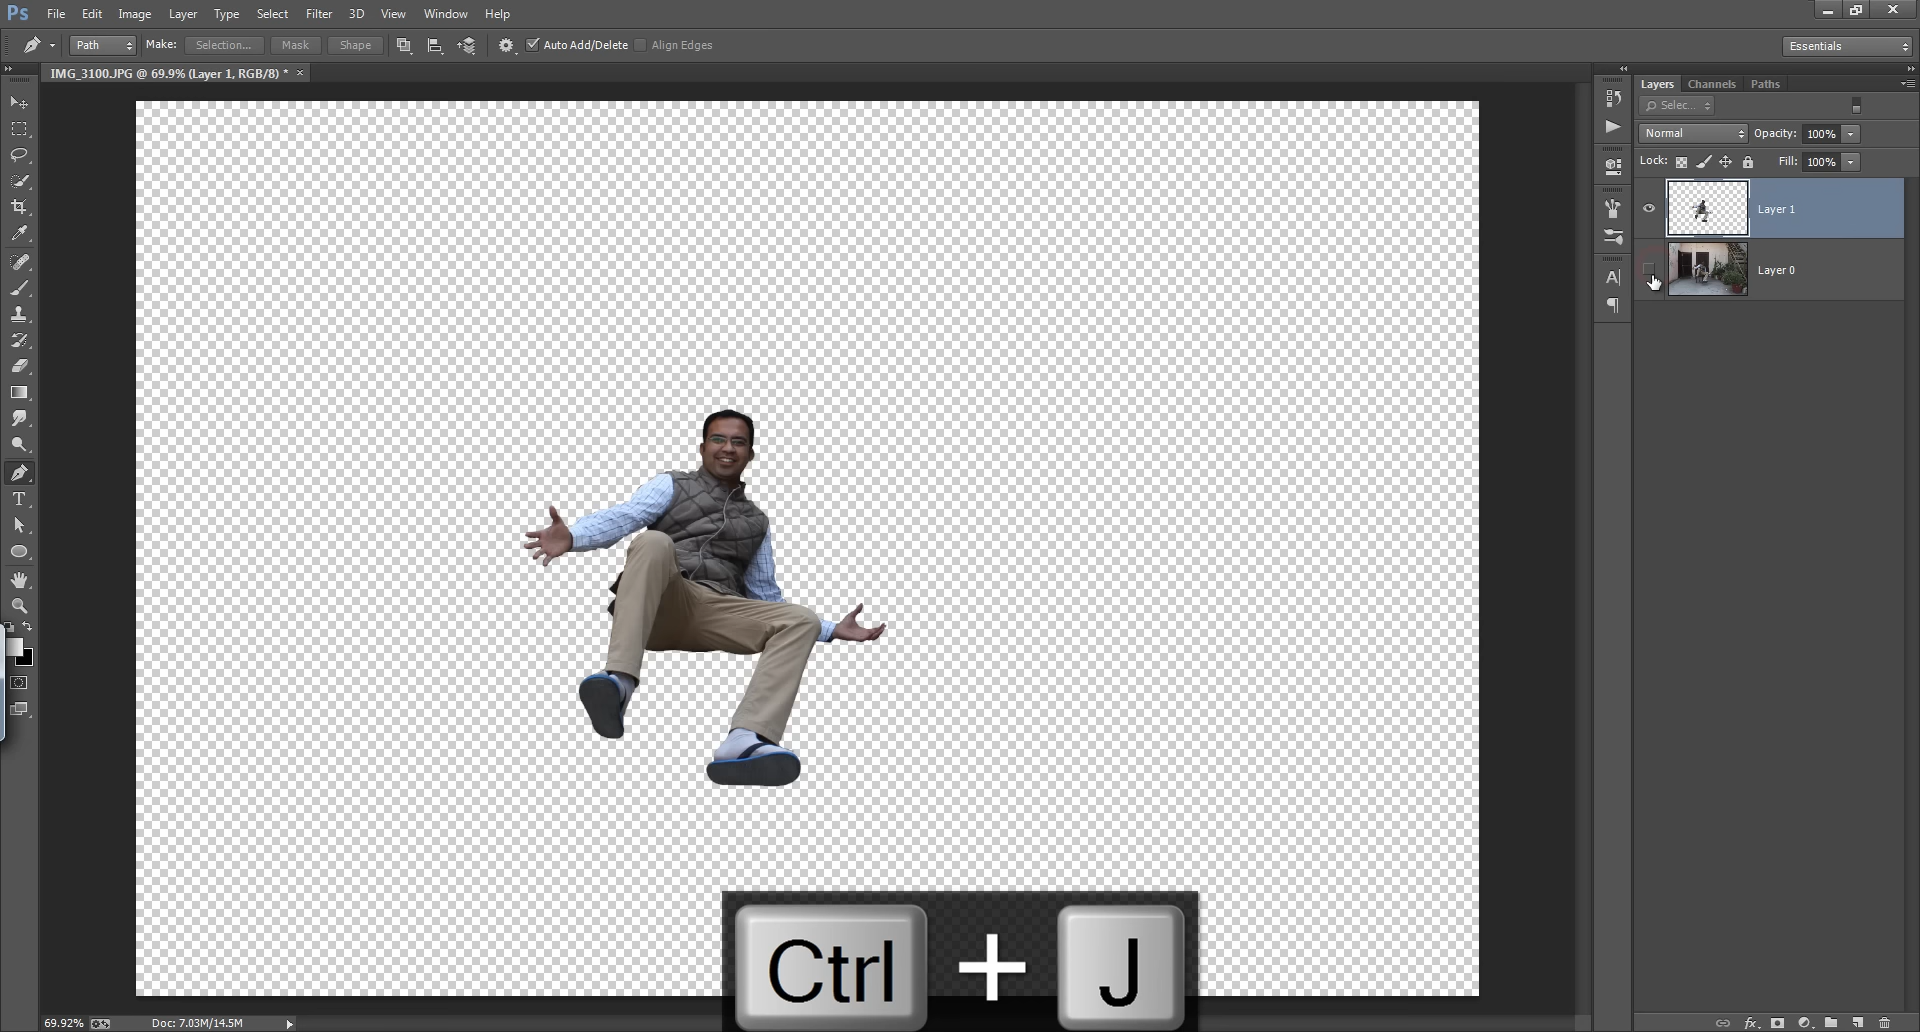 Ps File Edit Image Layer Type Select Filter 3D View Window Help
Path Make: Selection... Mask Shape Auto Add/Delete Align Edges Essentials
IMG_3100.JPG @ 69.9% (Layer 1, RGB/8) * ×
Layers Channels Paths
Selec...
Normal Opacity: 100%
Lock: Fill: 100%
Layer 1
Layer 0
Ctrl + J
69.92% Doc: 7.03M/14.5M